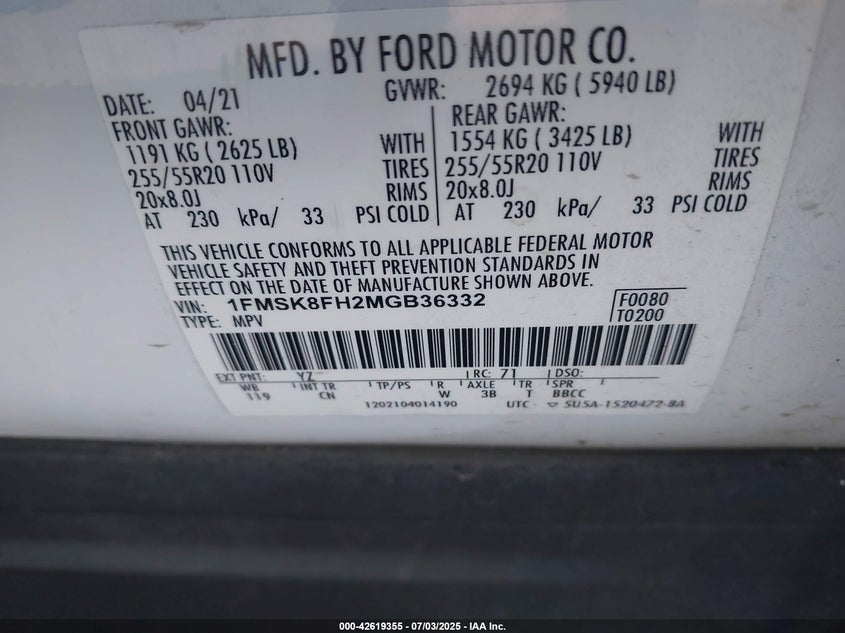 MFD. BY FORD MOTOR CO.
DATE: 04/21 GVWR: 2694 KG ( 5940 LB)
FRONT GAWR: REAR GAWR:
1191 KG ( 2625 LB) WITH 1554 KG ( 3425 LB) WITH
255/55R20 110V TIRES 255/55R20 110V TIRES
20x8.0J RIMS 20x8.0J RIMS
AT 230 kPa/ 33 PSI COLD AT 230 kPa/ 33 PSI COLD
THIS VEHICLE CONFORMS TO ALL APPLICABLE FEDERAL MOTOR
VEHICLE SAFETY AND THEFT PREVENTION STANDARDS IN
EFFECT ON THE DATE OF MANUFACTURE SHOWN ABOVE.
VIN: 1FMSK8FH2MGB36332 F0080
TYPE: MPV T0200
EXT PNT: YZ RC: 71 DSO:
WB INT TR TP/PS R AXLE TR SPR
119 CN W 3B T BBCC
1202104014190 UTC 5U5A-1520472-BA
000-42619355 | 07/03/2025 - IAA Inc.